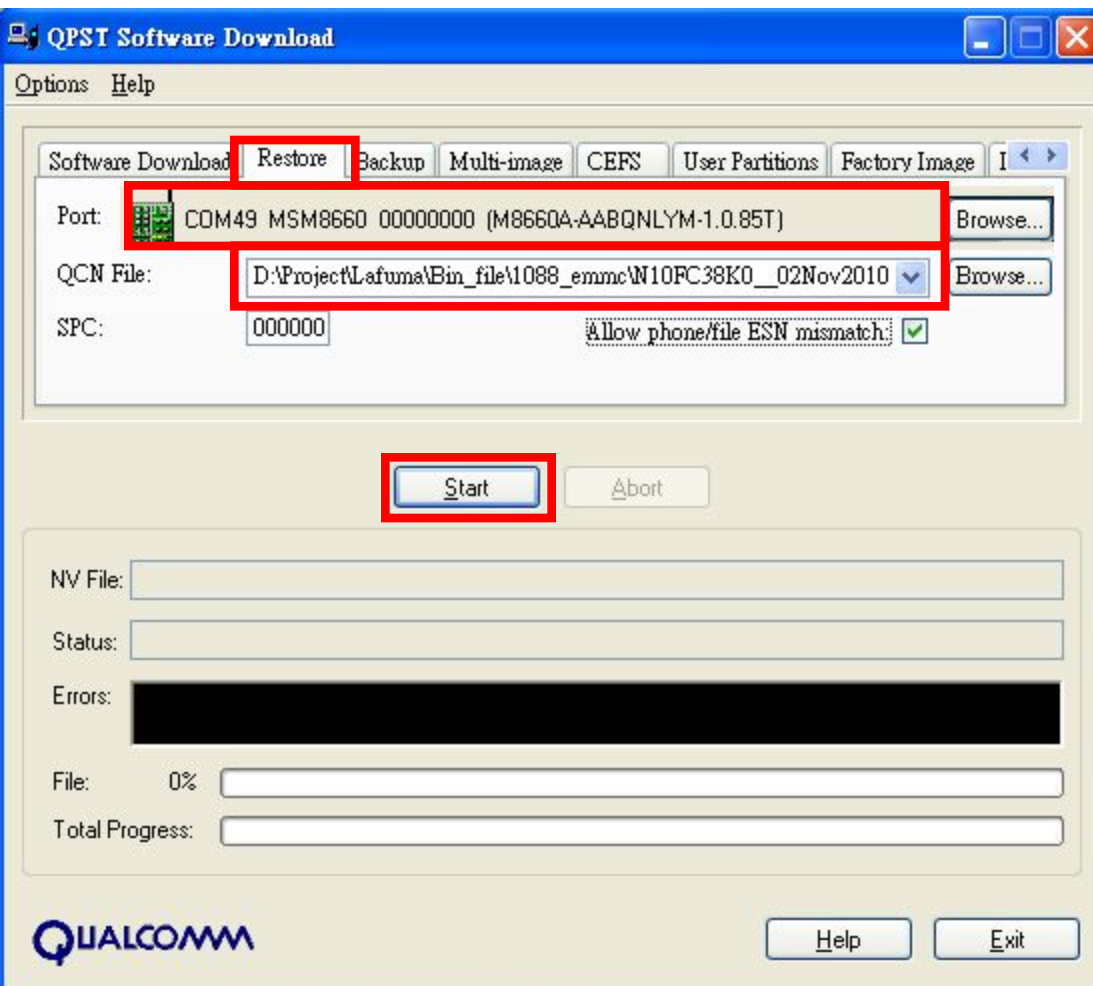 QPST Software Download
Options Help
Software Download Restore Backup Multi-image CEFS User Partitions Factory Image I
Port: COM49 MSM8660 00000000 (M8660A-AABQNLYM-1.0.85T) Browse...
QCN File: D:\Project\Lafuma\Bin_file\1088_emmc\N10FC38K0__02Nov2010 Browse...
SPC: 000000 Allow phone/file ESN mismatch:
Start Abort
NV File:
Status:
Errors:
File: 0%
Total Progress:
QUALCOMM Help Exit